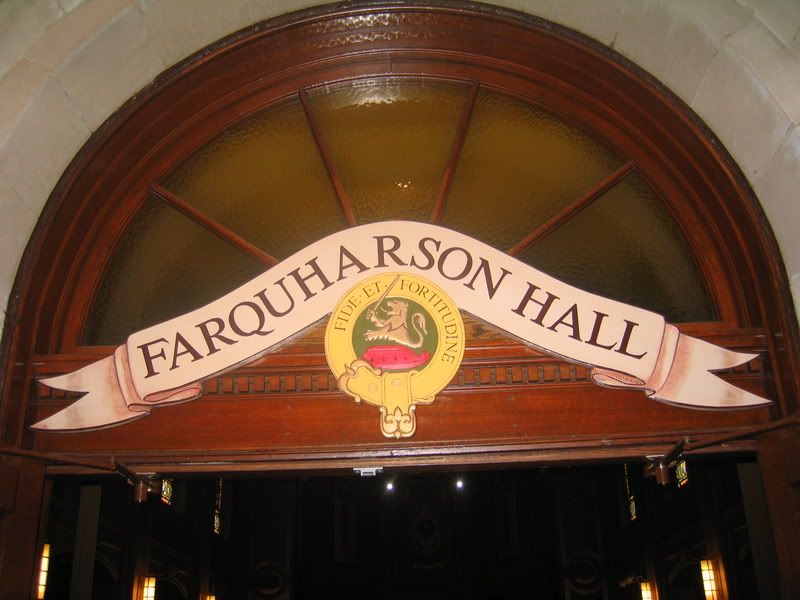 FARQUHARSON HALL
FIDE · ET · FORTITUDINE